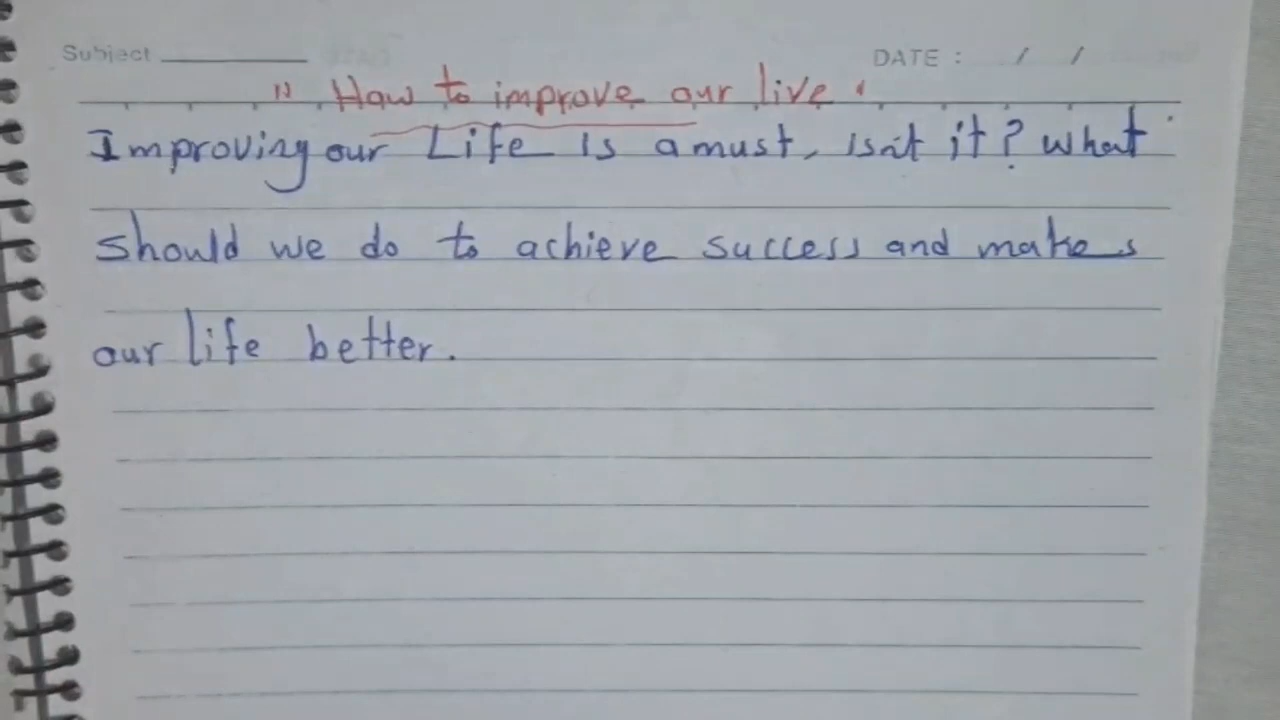 Subject
DATE : / /
" How to improve our live "
Improving our Life is a must, isn't it? what
should we do to achieve success and makes
our life better.